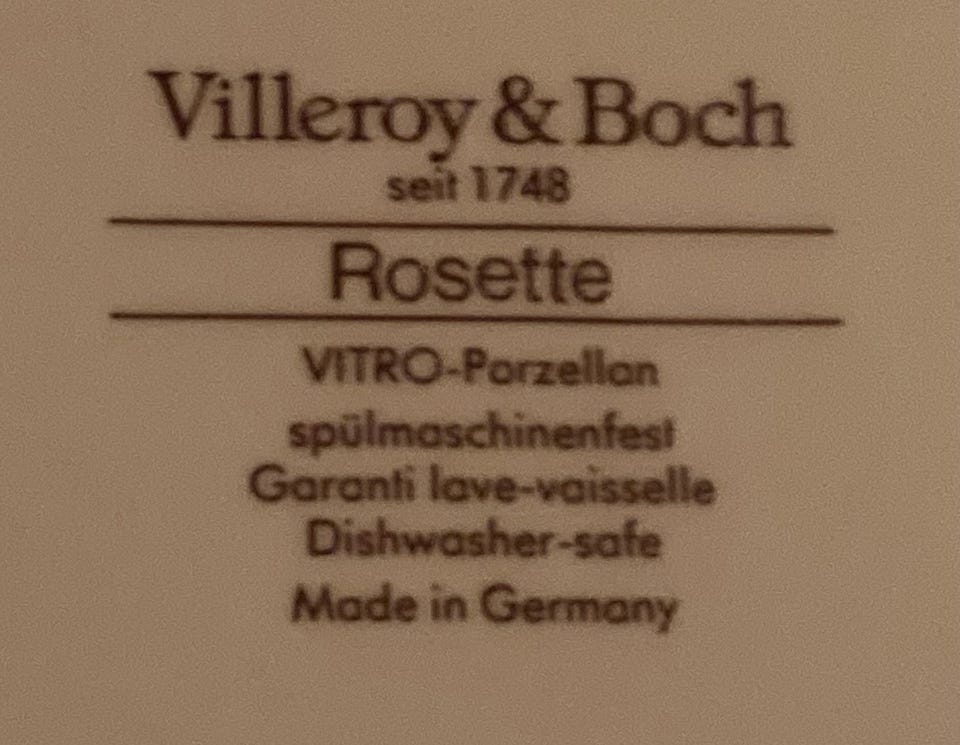 Villeroy & Boch
seit 1748
Rosette
VITRO-Porzellan
spülmaschinenfest
Garanti lave-vaisselle
Dishwasher-safe
Made in Germany